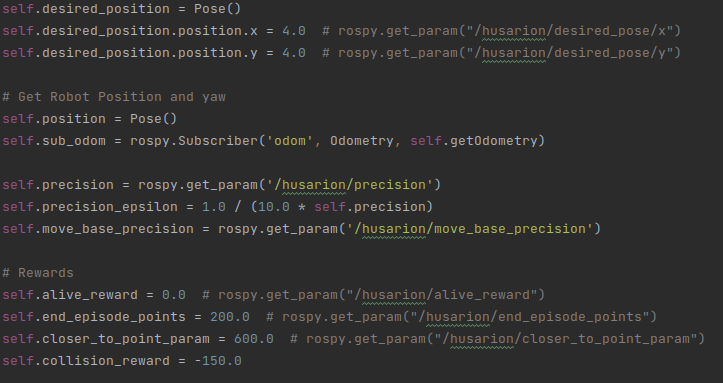 self.desired_position = Pose()
self.desired_position.position.x = 4.0  # rospy.get_param("/husarion/desired_pose/x")
self.desired_position.position.y = 4.0  # rospy.get_param("/husarion/desired_pose/y")
# Get Robot Position and yaw
self.position = Pose()
self.sub_odom = rospy.Subscriber('odom', Odometry, self.getOdometry)
self.precision = rospy.get_param('/husarion/precision')
self.precision_epsilon = 1.0 / (10.0 * self.precision)
self.move_base_precision = rospy.get_param('/husarion/move_base_precision')
# Rewards
self.alive_reward = 0.0  # rospy.get_param("/husarion/alive_reward")
self.end_episode_points = 200.0  # rospy.get_param("/husarion/end_episode_points")
self.closer_to_point_param = 600.0  # rospy.get_param("/husarion/closer_to_point_param")
self.collision_reward = -150.0